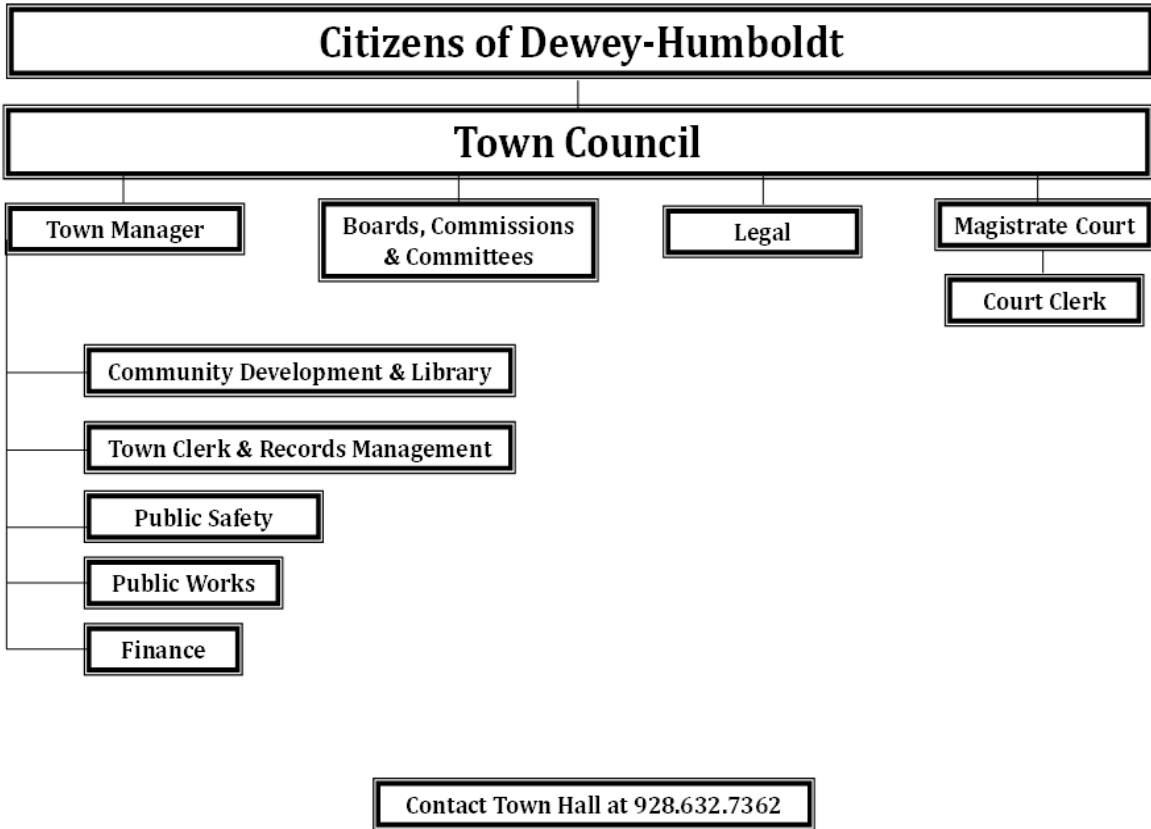 Citizens of Dewey-Humboldt
Town Council
Town Manager
Boards, Commissions
& Committees
Legal
Magistrate Court
Court Clerk
Community Development & Library
Town Clerk & Records Management
Public Safety
Public Works
Finance
Contact Town Hall at 928.632.7362